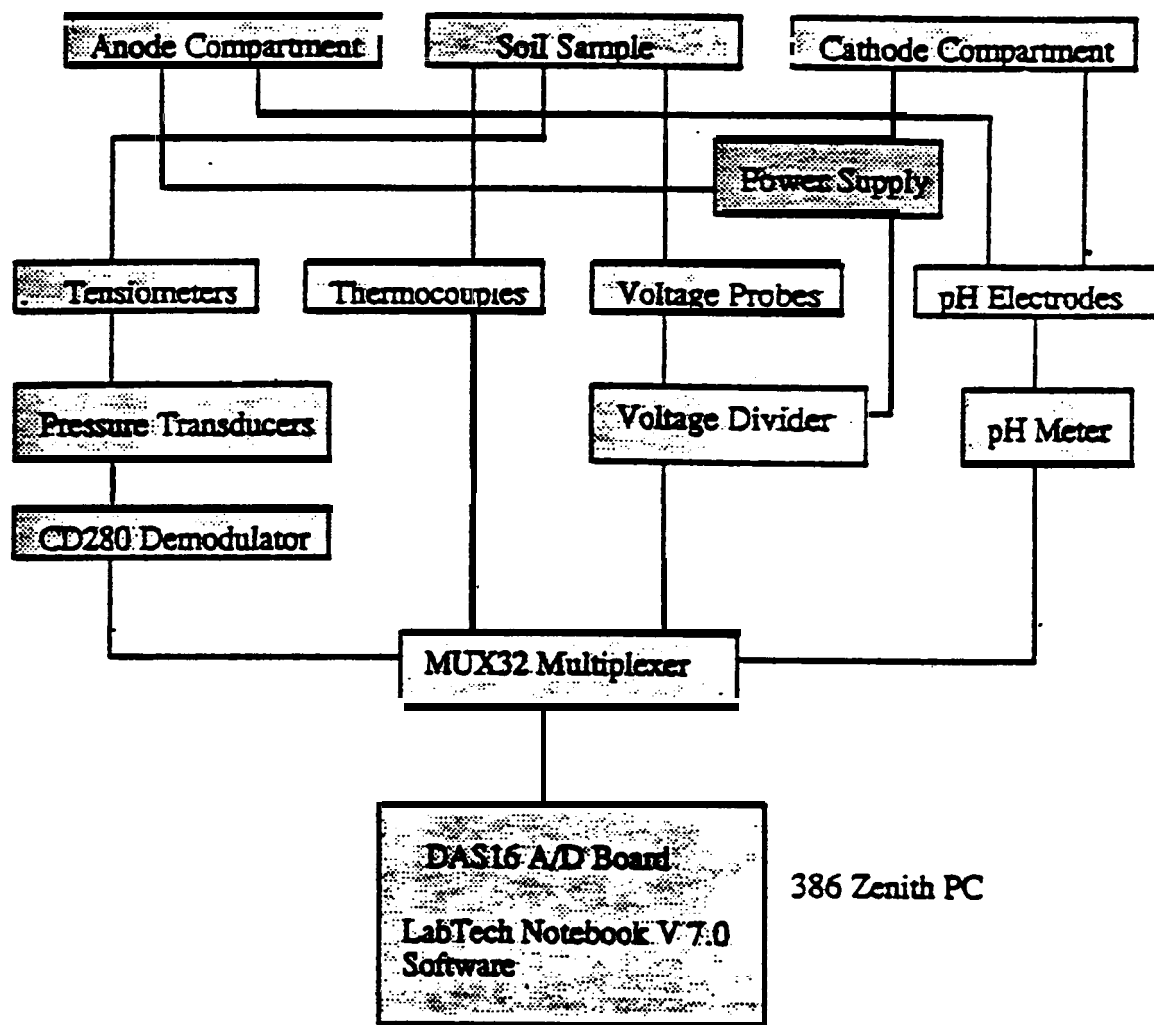 Anode Compartment
Soil Sample
Cathode Compartment
Power Supply
Tensiometers
Thermocouples
Voltage Probes
pH Electrodes
Pressure Transducers
Voltage Divider
pH Meter
CD280 Demodulator
MUX32 Multiplexer
DAS16 A/D Board
386 Zenith PC
LabTech Notebook V 7.0
Software